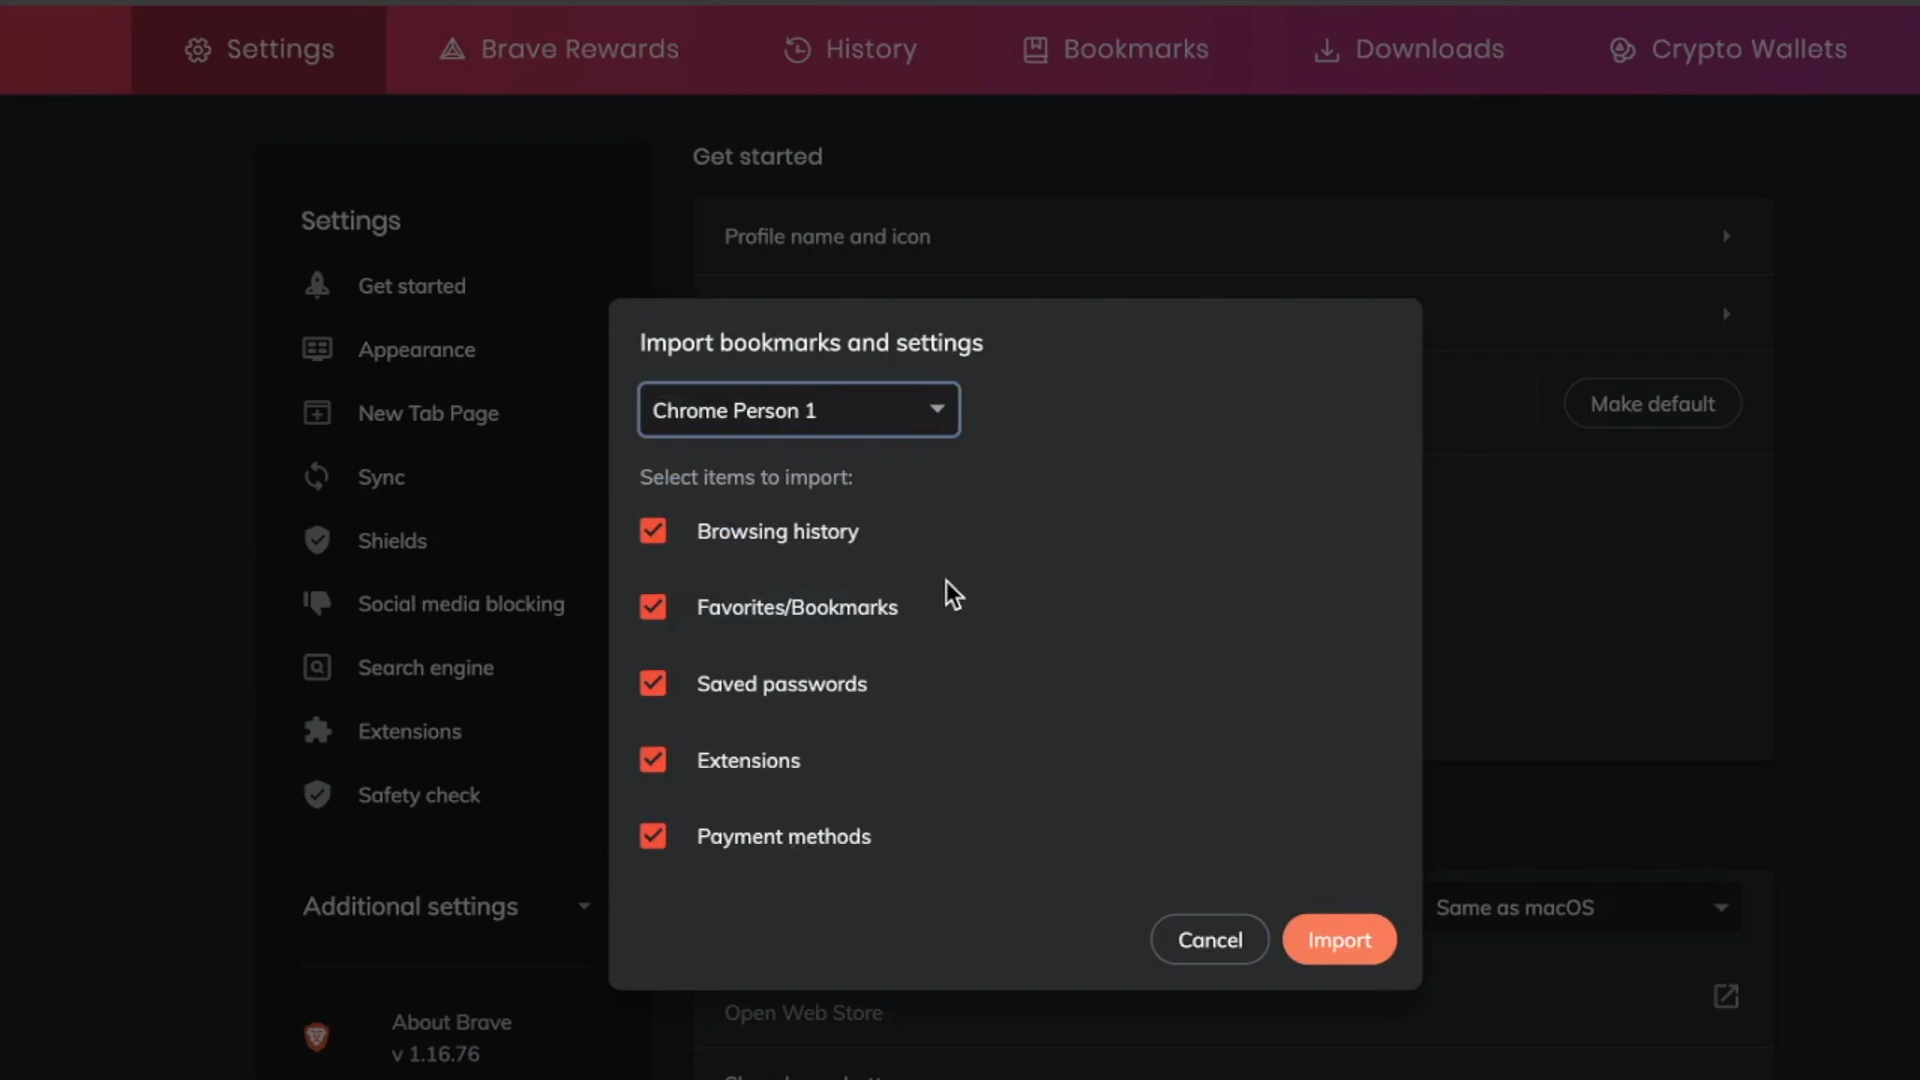 Settings
Brave Rewards
History
Bookmarks
Downloads
Crypto Wallets
Get started
Settings
Profile name and icon
Get started
Appearance
New Tab Page
Sync
Shields
Social media blocking
Search engine
Extensions
Safety check
Additional settings
About Brave
v 1.16.76
Import bookmarks and settings
Chrome Person 1
Select items to import:
Browsing history
Favorites/Bookmarks
Saved passwords
Extensions
Payment methods
Cancel
Import
Make default
Same as macOS
Open Web Store